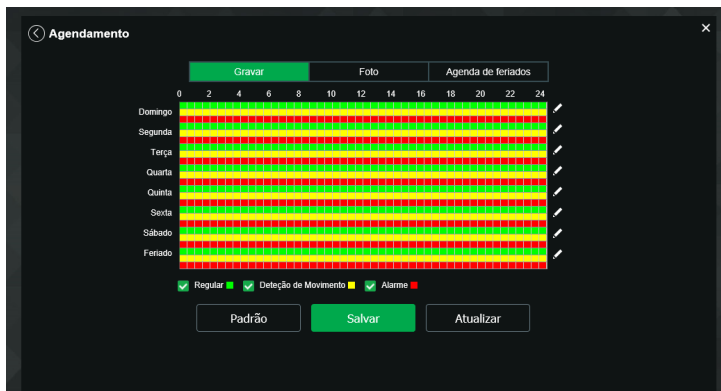 Agendamento
Gravar Foto Agenda de feriados
0 2 4 6 8 10 12 14 16 18 20 22 24
Domingo
Segunda
Terça
Quarta
Quinta
Sexta
Sábado
Feriado
Regular Deteção de Movimento Alarme
Padrão Salvar Atualizar